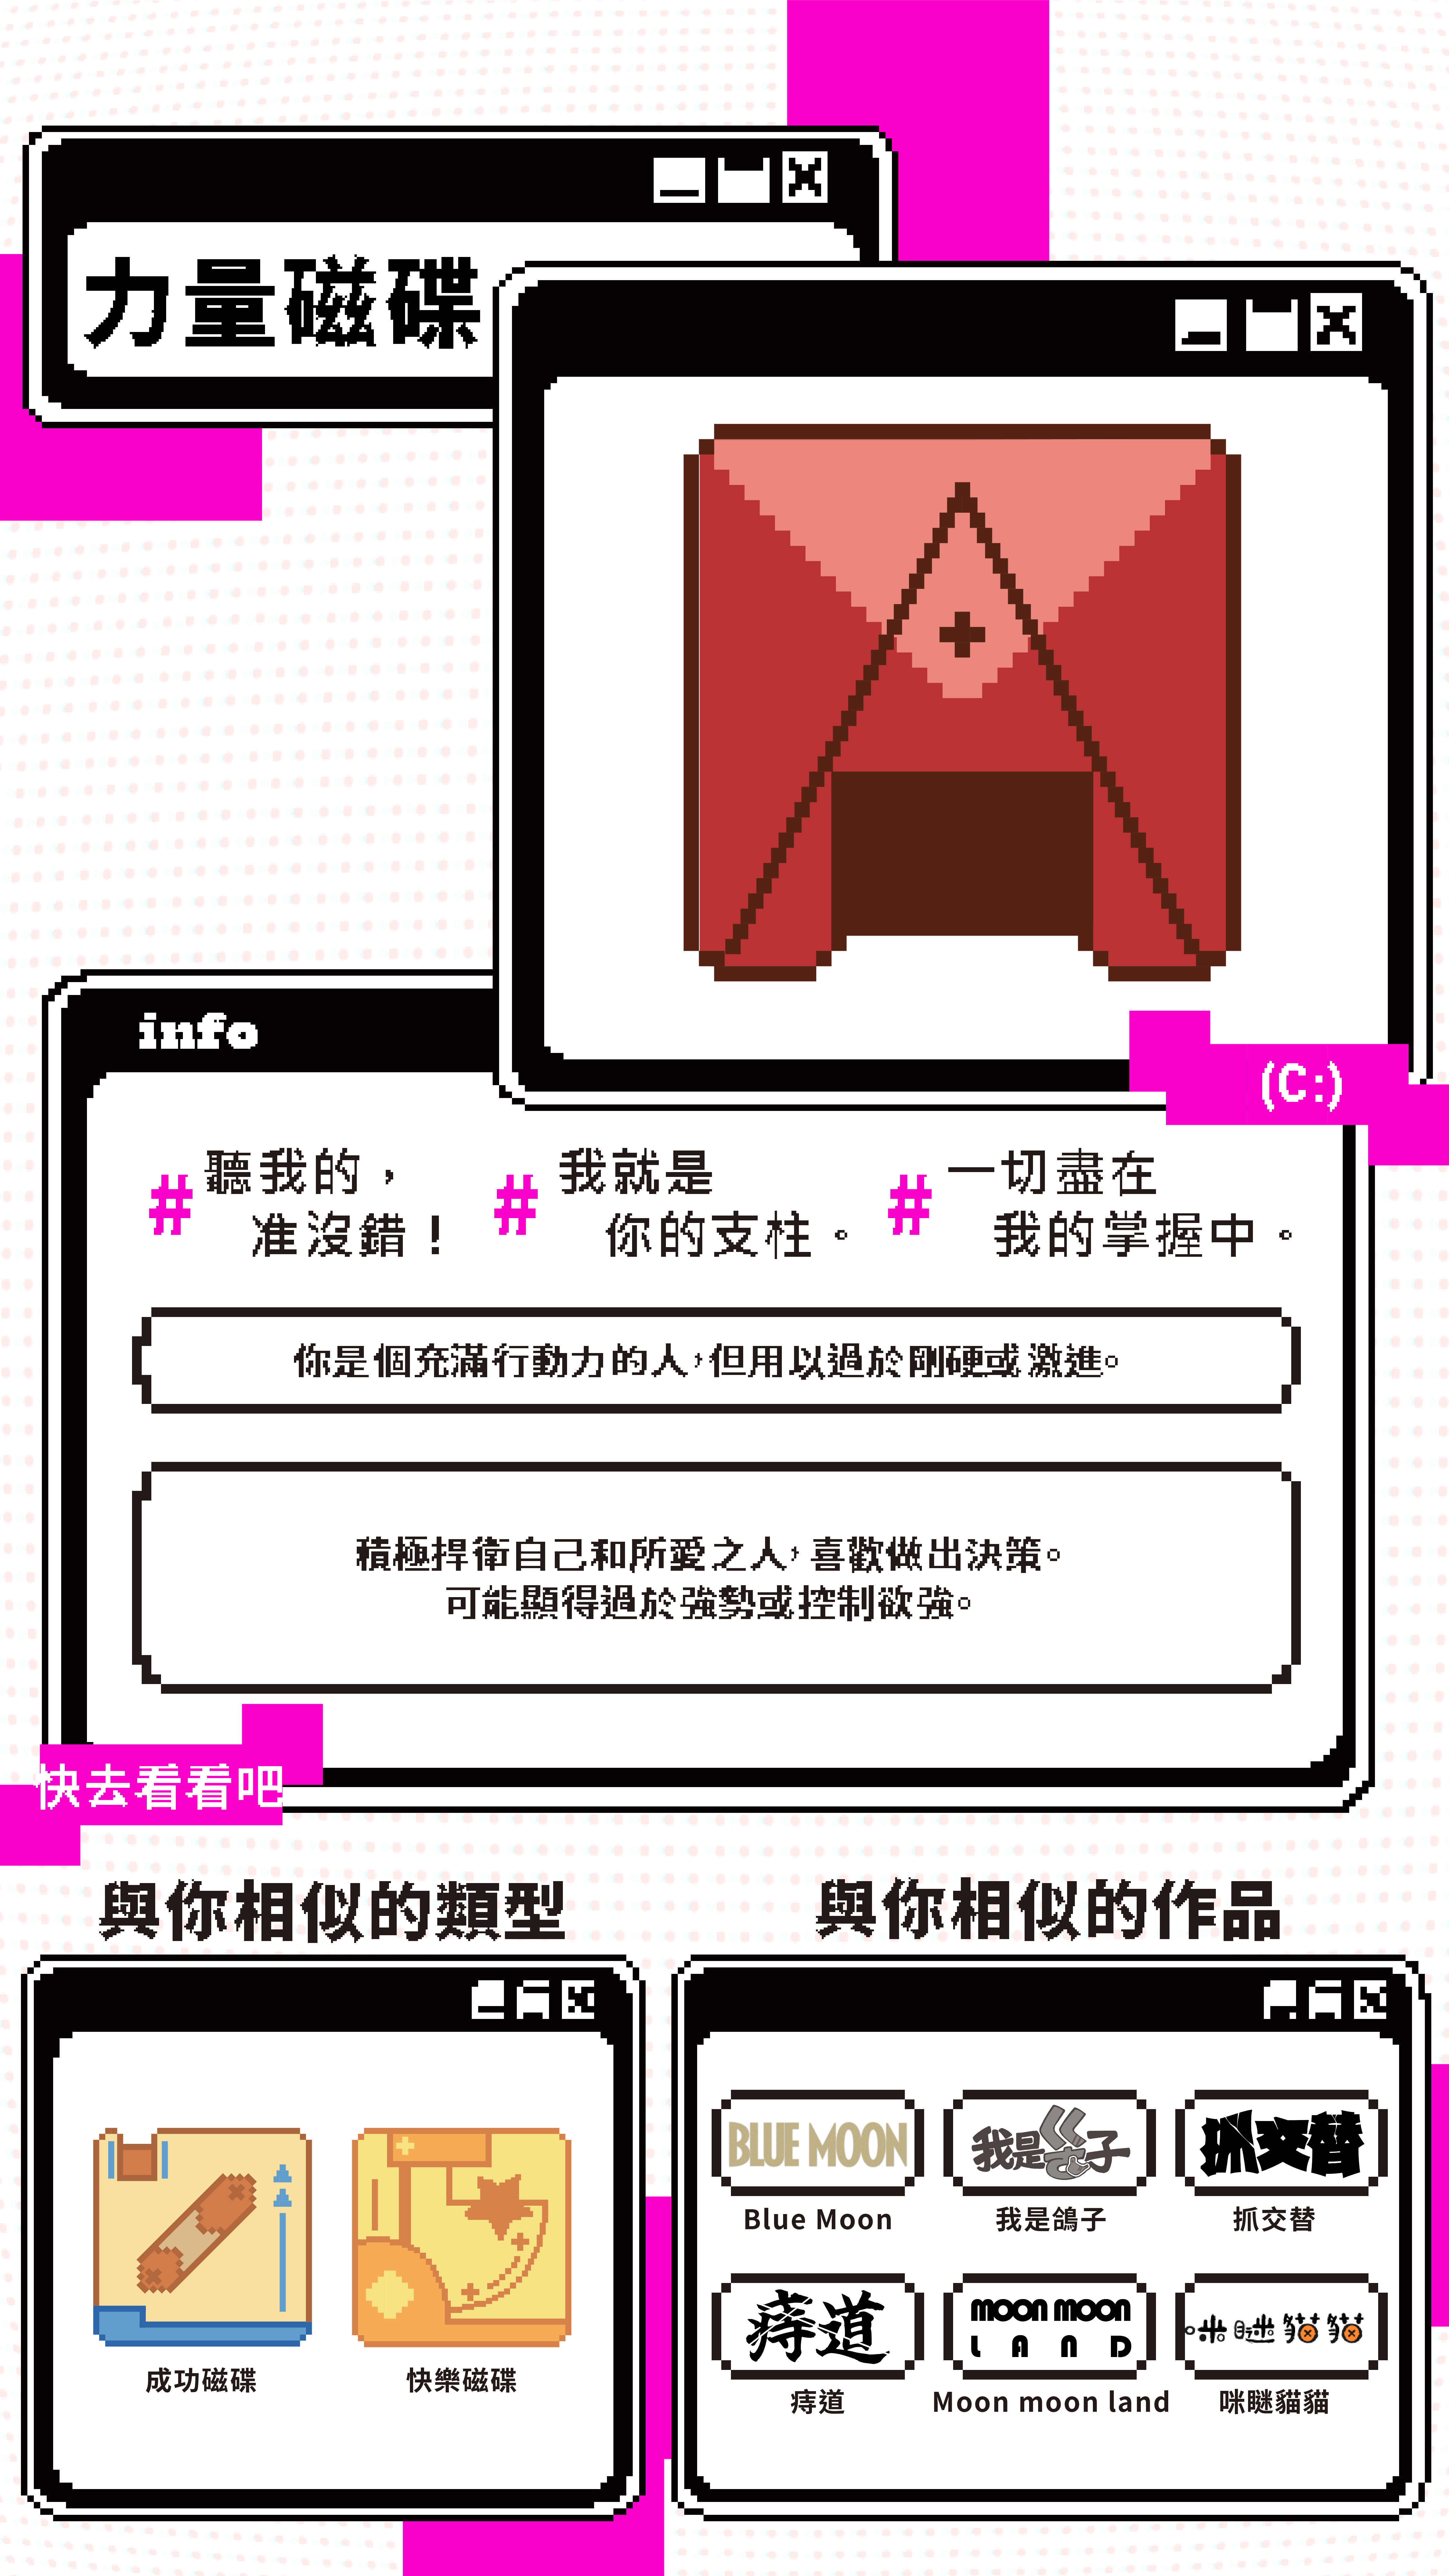 力量磁碟
(C:)
info
# 聽我的，
准沒錯！
# 我就是
你的支柱。
# 一切盡在
我的掌握中。
你是個充滿行動力的人，但用以過於剛硬或激進。
積極捍衛自己和所愛之人，喜歡做出決策。
可能顯得過於強勢或控制欲強。
快去看看吧
與你相似的類型
成功磁碟
快樂磁碟
與你相似的作品
BLUE MOON
Blue Moon
我是鴿子
我是鴿子
抓交替
抓交替
痔道
痔道
MOON MOON
LAND
Moon moon land
咪瞇貓貓
咪瞇貓貓